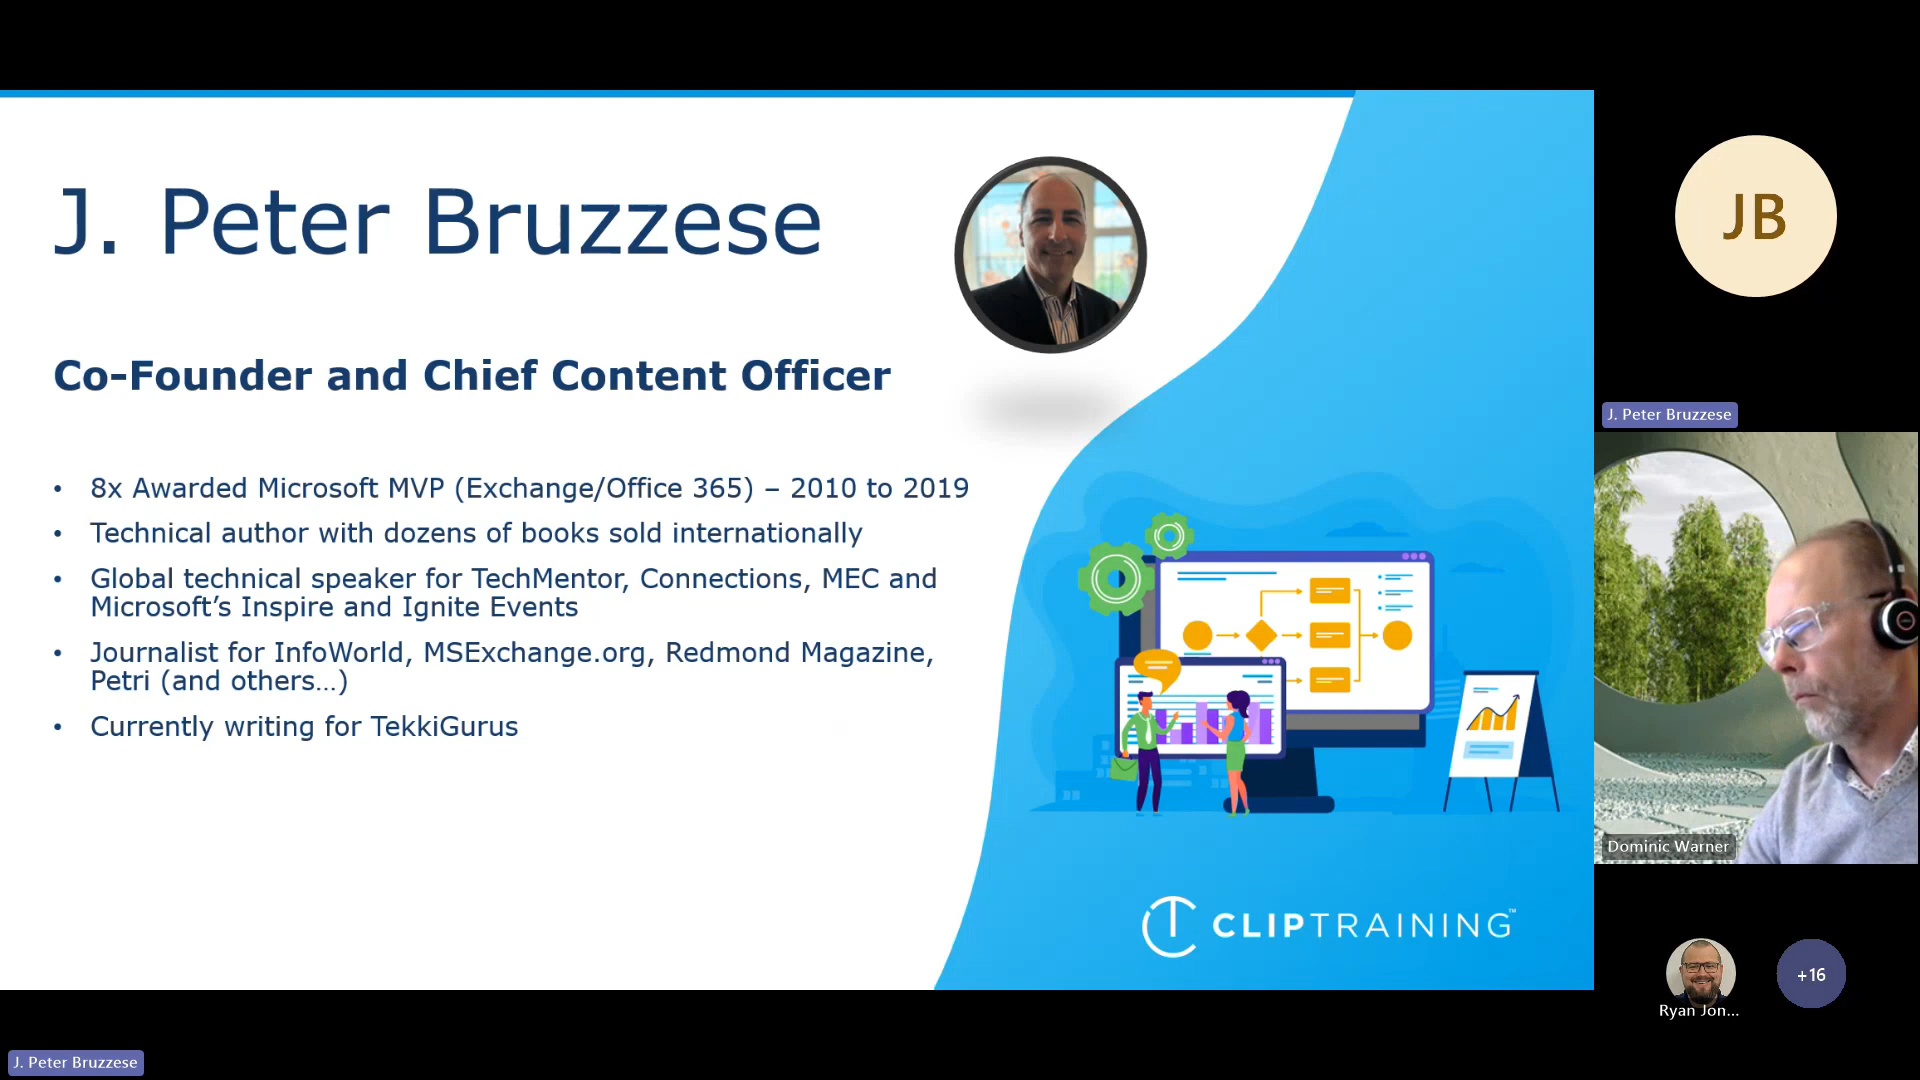 J. Peter Bruzzese
Co-Founder and Chief Content Officer
• 8x Awarded Microsoft MVP (Exchange/Office 365) – 2010 to 2019
• Technical author with dozens of books sold internationally
• Global technical speaker for TechMentor, Connections, MEC and
Microsoft’s Inspire and Ignite Events
• Journalist for InfoWorld, MSExchange.org, Redmond Magazine,
Petri (and others…)
• Currently writing for TekkiGurus
CLIPTRAINING™
JB
J. Peter Bruzzese
Dominic Warner
Ryan Jon...
+16
J. Peter Bruzzese